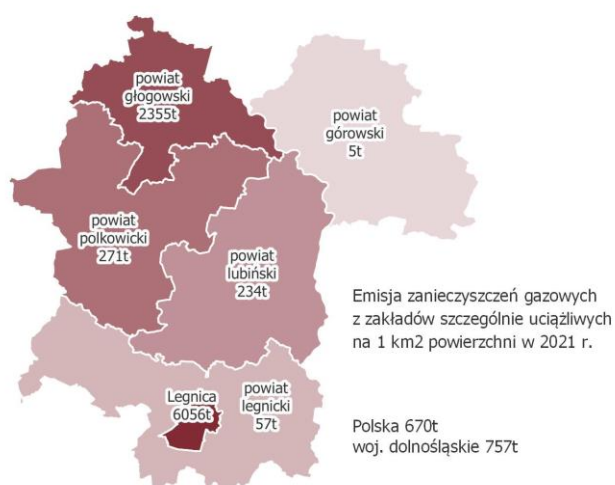 powiat
głogowski
2355t
powiat
górowski
5t
powiat
polkowicki
271t
powiat
lubiński
234t
Emisja zanieczyszczeń gazowych
z zakładów szczególnie uciążliwych
na 1 km2 powierzchni w 2021 r.
Legnica
6056t
powiat
legnicki
57t
Polska 670t
woj. dolnośląskie 757t